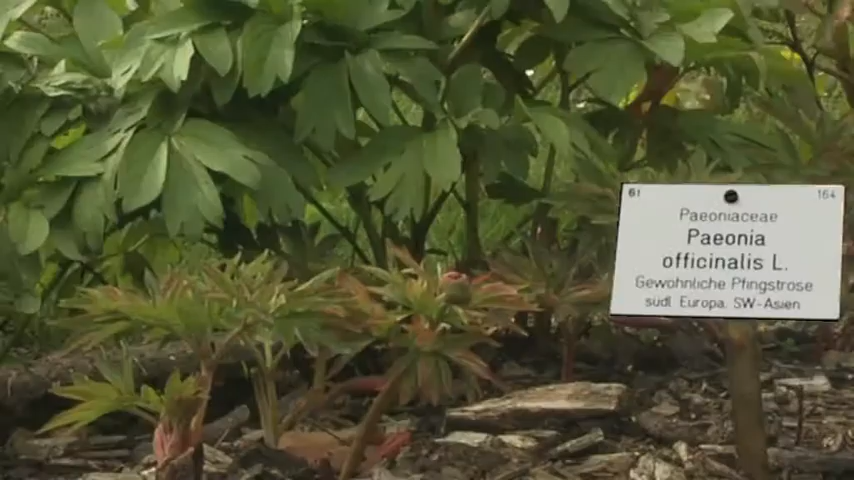 61 164
Paeoniaceae
Paeonia
officinalis L.
Gewöhnliche Pfingstrose
südl. Europa, SW-Asien